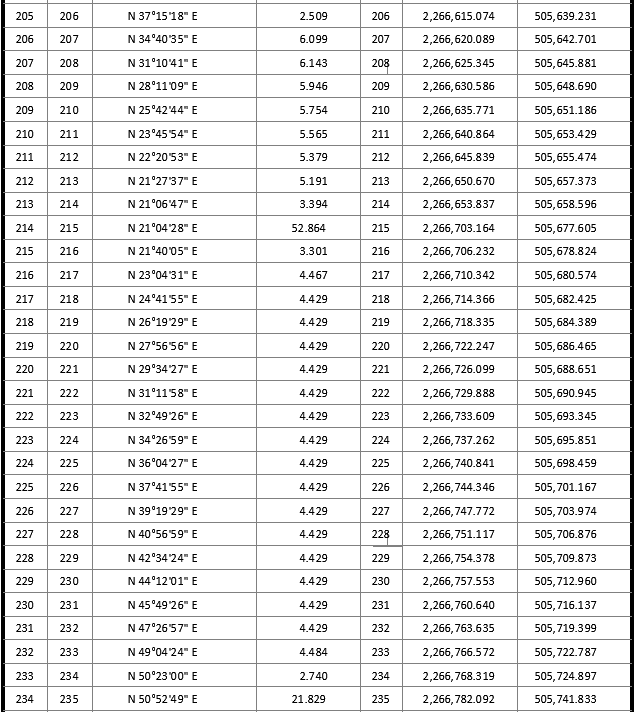 205 206 N 37°15'18" E 2.509 206 2,266,615.074 505,639.231
206 207 N 34°40'35" E 6.099 207 2,266,620.089 505,642.701
207 208 N 31°10'41" E 6.143 208 2,266,625.345 505,645.881
208 209 N 28°11'09" E 5.946 209 2,266,630.586 505,648.690
209 210 N 25°42'44" E 5.754 210 2,266,635.771 505,651.186
210 211 N 23°45'54" E 5.565 211 2,266,640.864 505,653.429
211 212 N 22°20'53" E 5.379 212 2,266,645.839 505,655.474
212 213 N 21°27'37" E 5.191 213 2,266,650.670 505,657.373
213 214 N 21°06'47" E 3.394 214 2,266,653.837 505,658.596
214 215 N 21°04'28" E 52.864 215 2,266,703.164 505,677.605
215 216 N 21°40'05" E 3.301 216 2,266,706.232 505,678.824
216 217 N 23°04'31" E 4.467 217 2,266,710.342 505,680.574
217 218 N 24°41'55" E 4.429 218 2,266,714.366 505,682.425
218 219 N 26°19'29" E 4.429 219 2,266,718.335 505,684.389
219 220 N 27°56'56" E 4.429 220 2,266,722.247 505,686.465
220 221 N 29°34'27" E 4.429 221 2,266,726.099 505,688.651
221 222 N 31°11'58" E 4.429 222 2,266,729.888 505,690.945
222 223 N 32°49'26" E 4.429 223 2,266,733.609 505,693.345
223 224 N 34°26'59" E 4.429 224 2,266,737.262 505,695.851
224 225 N 36°04'27" E 4.429 225 2,266,740.841 505,698.459
225 226 N 37°41'55" E 4.429 226 2,266,744.346 505,701.167
226 227 N 39°19'29" E 4.429 227 2,266,747.772 505,703.974
227 228 N 40°56'59" E 4.429 228 2,266,751.117 505,706.876
228 229 N 42°34'24" E 4.429 229 2,266,754.378 505,709.873
229 230 N 44°12'01" E 4.429 230 2,266,757.553 505,712.960
230 231 N 45°49'26" E 4.429 231 2,266,760.640 505,716.137
231 232 N 47°26'57" E 4.429 232 2,266,763.635 505,719.399
232 233 N 49°04'24" E 4.484 233 2,266,766.572 505,722.787
233 234 N 50°23'00" E 2.740 234 2,266,768.319 505,724.897
234 235 N 50°52'49" E 21.829 235 2,266,782.092 505,741.833